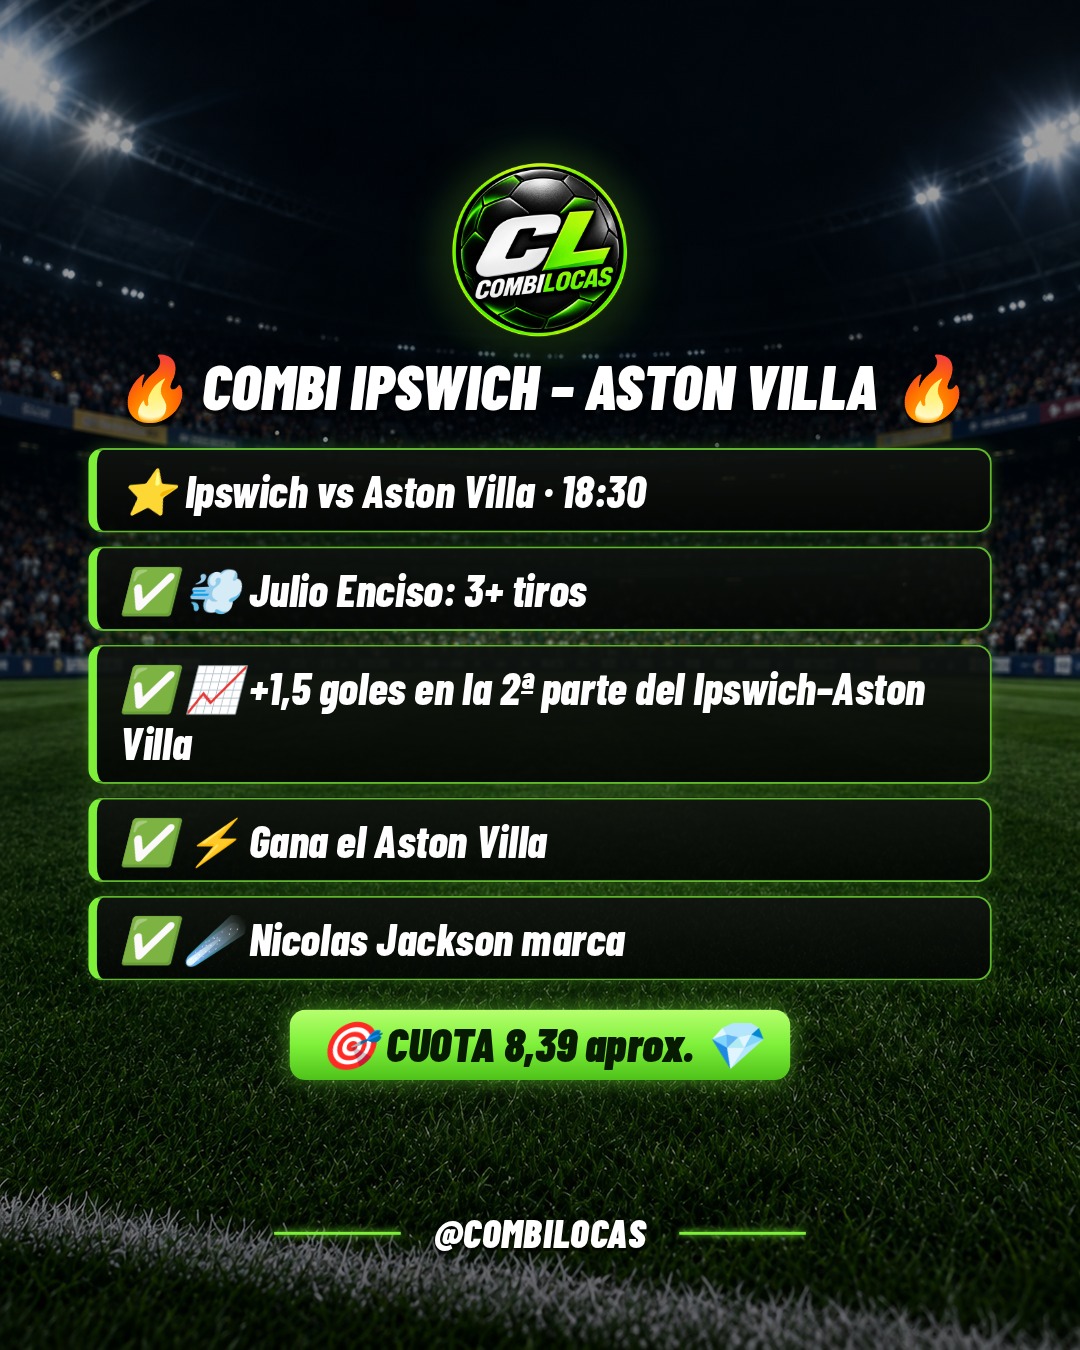 CL
COMBILOCAS
🔥 COMBI IPSWICH – ASTON VILLA 🔥
⭐ Ipswich vs Aston Villa · 18:30
✅ 💨 Julio Enciso: 3+ tiros
✅ 📈 +1,5 goles en la 2ª parte del Ipswich–Aston
Villa
✅ ⚡ Gana el Aston Villa
✅ ☄️ Nicolas Jackson marca
🎯 CUOTA 8,39 aprox. 💎
@COMBILOCAS